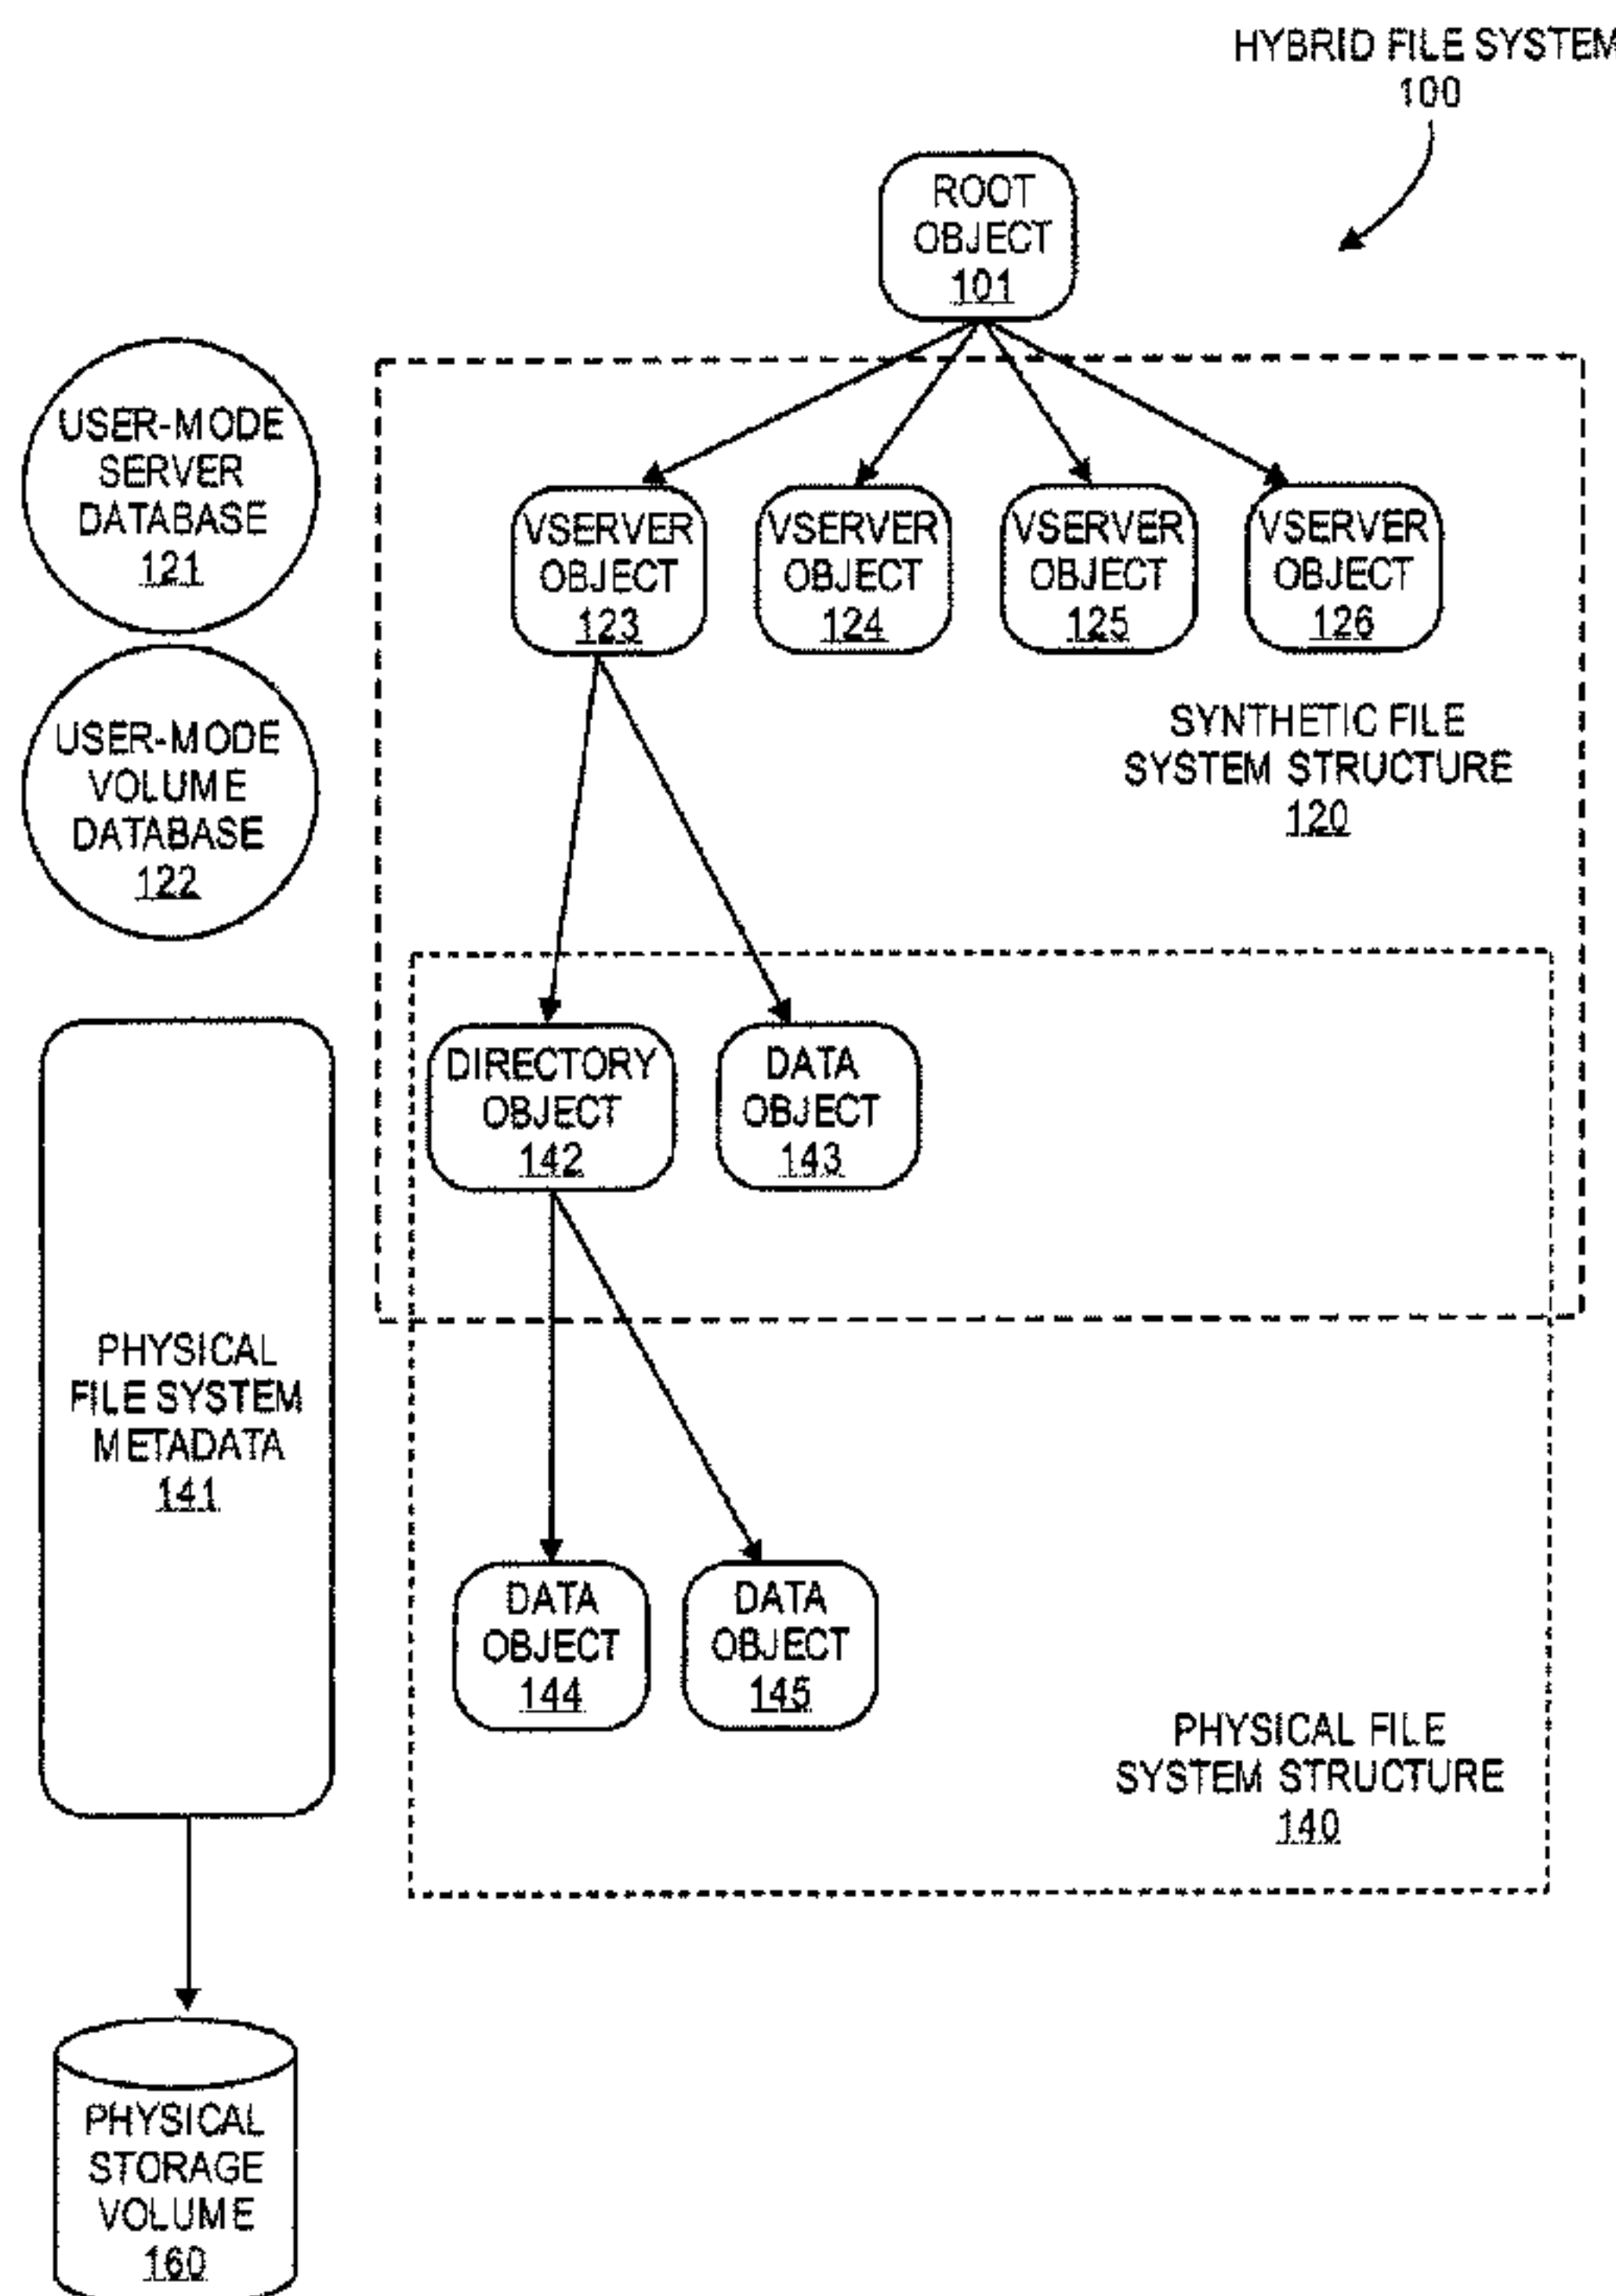 HYBRID FILE SYSTEM
100
ROOT
OBJECT
101
USER-MODE
SERVER
DATABASE
121
VSERVER
OBJECT
123
VSERVER
OBJECT
124
VSERVER
OBJECT
125
VSERVER
OBJECT
126
USER-MODE
VOLUME
DATABASE
122
SYNTHETIC FILE
SYSTEM STRUCTURE
120
DIRECTORY
OBJECT
142
DATA
OBJECT
143
PHYSICAL
FILE SYSTEM
METADATA
141
DATA
OBJECT
144
DATA
OBJECT
145
PHYSICAL FILE
SYSTEM STRUCTURE
140
PHYSICAL
STORAGE
VOLUME
160